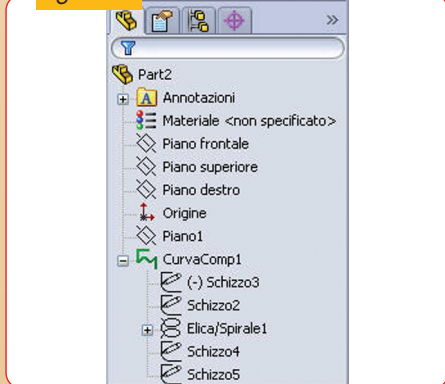 Part2
Annotazioni
Materiale <non specificato>
Piano frontale
Piano superiore
Piano destro
Origine
Piano1
CurvaComp1
(-) Schizzo3
Schizzo2
Elica/Spirale1
Schizzo4
Schizzo5